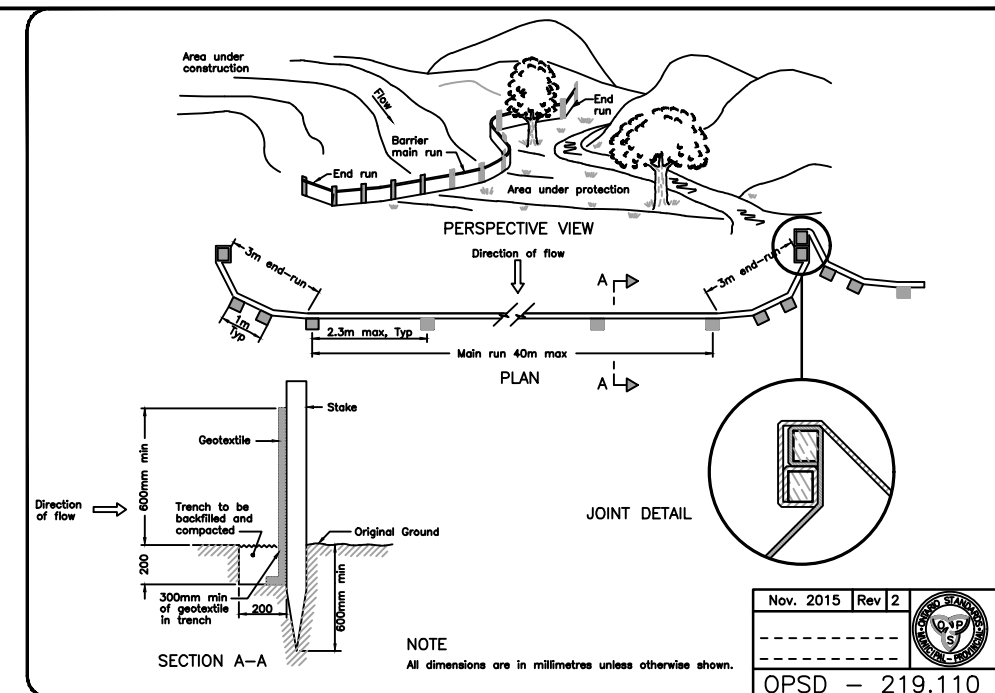 Area under
construction
Flow
Barrier
main run
End run
End
run
Area under protection
PERSPECTIVE VIEW
Direction of flow
3m end-run
A
3m end-run
1m
Typ
2.3m max, Typ
Main run 40m max
PLAN
A
Stake
Geotextile
600mm min
Direction
of flow
Trench to be
backfilled and
compacted
Original Ground
200
300mm min
of geotextile
in trench
200
600mm min
SECTION A-A
JOINT DETAIL
NOTE
All dimensions are in millimetres unless otherwise shown.
Nov. 2015 Rev 2
ONTARIO STANDARDS
MUNICIPAL - PROVINCIAL
O P
S
OPSD - 219.110